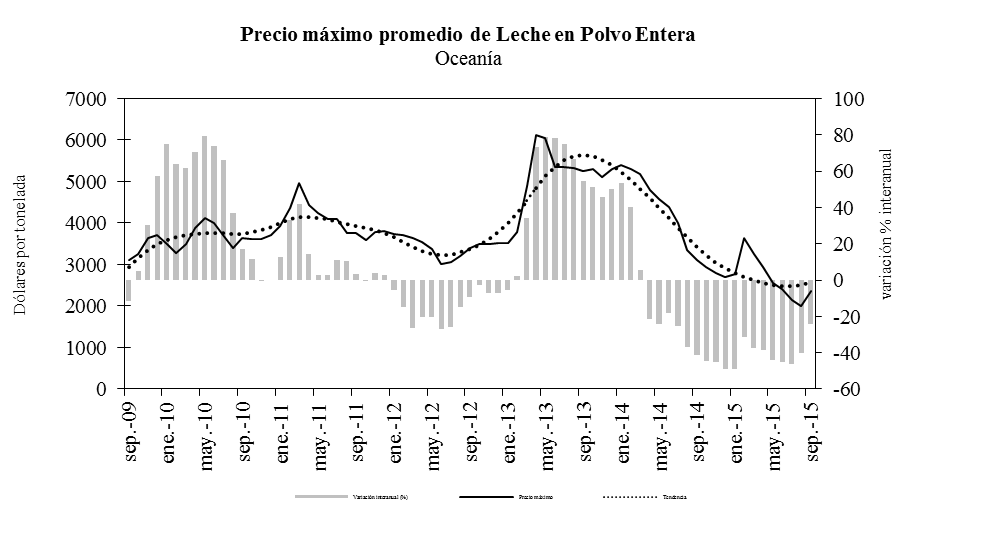 Precio máximo promedio de Leche en Polvo Entera
Oceanía
Dólares por tonelada
7000
6000
5000
4000
3000
2000
1000
0
100
80
60
40
20
0
-20
-40
-60
variación % interanual
sep.-09
ene.-10
may.-10
sep.-10
ene.-11
may.-11
sep.-11
ene.-12
may.-12
sep.-12
ene.-13
may.-13
sep.-13
ene.-14
may.-14
sep.-14
ene.-15
may.-15
sep.-15
Variación interanual (%)
Precio máximo
Tendencia